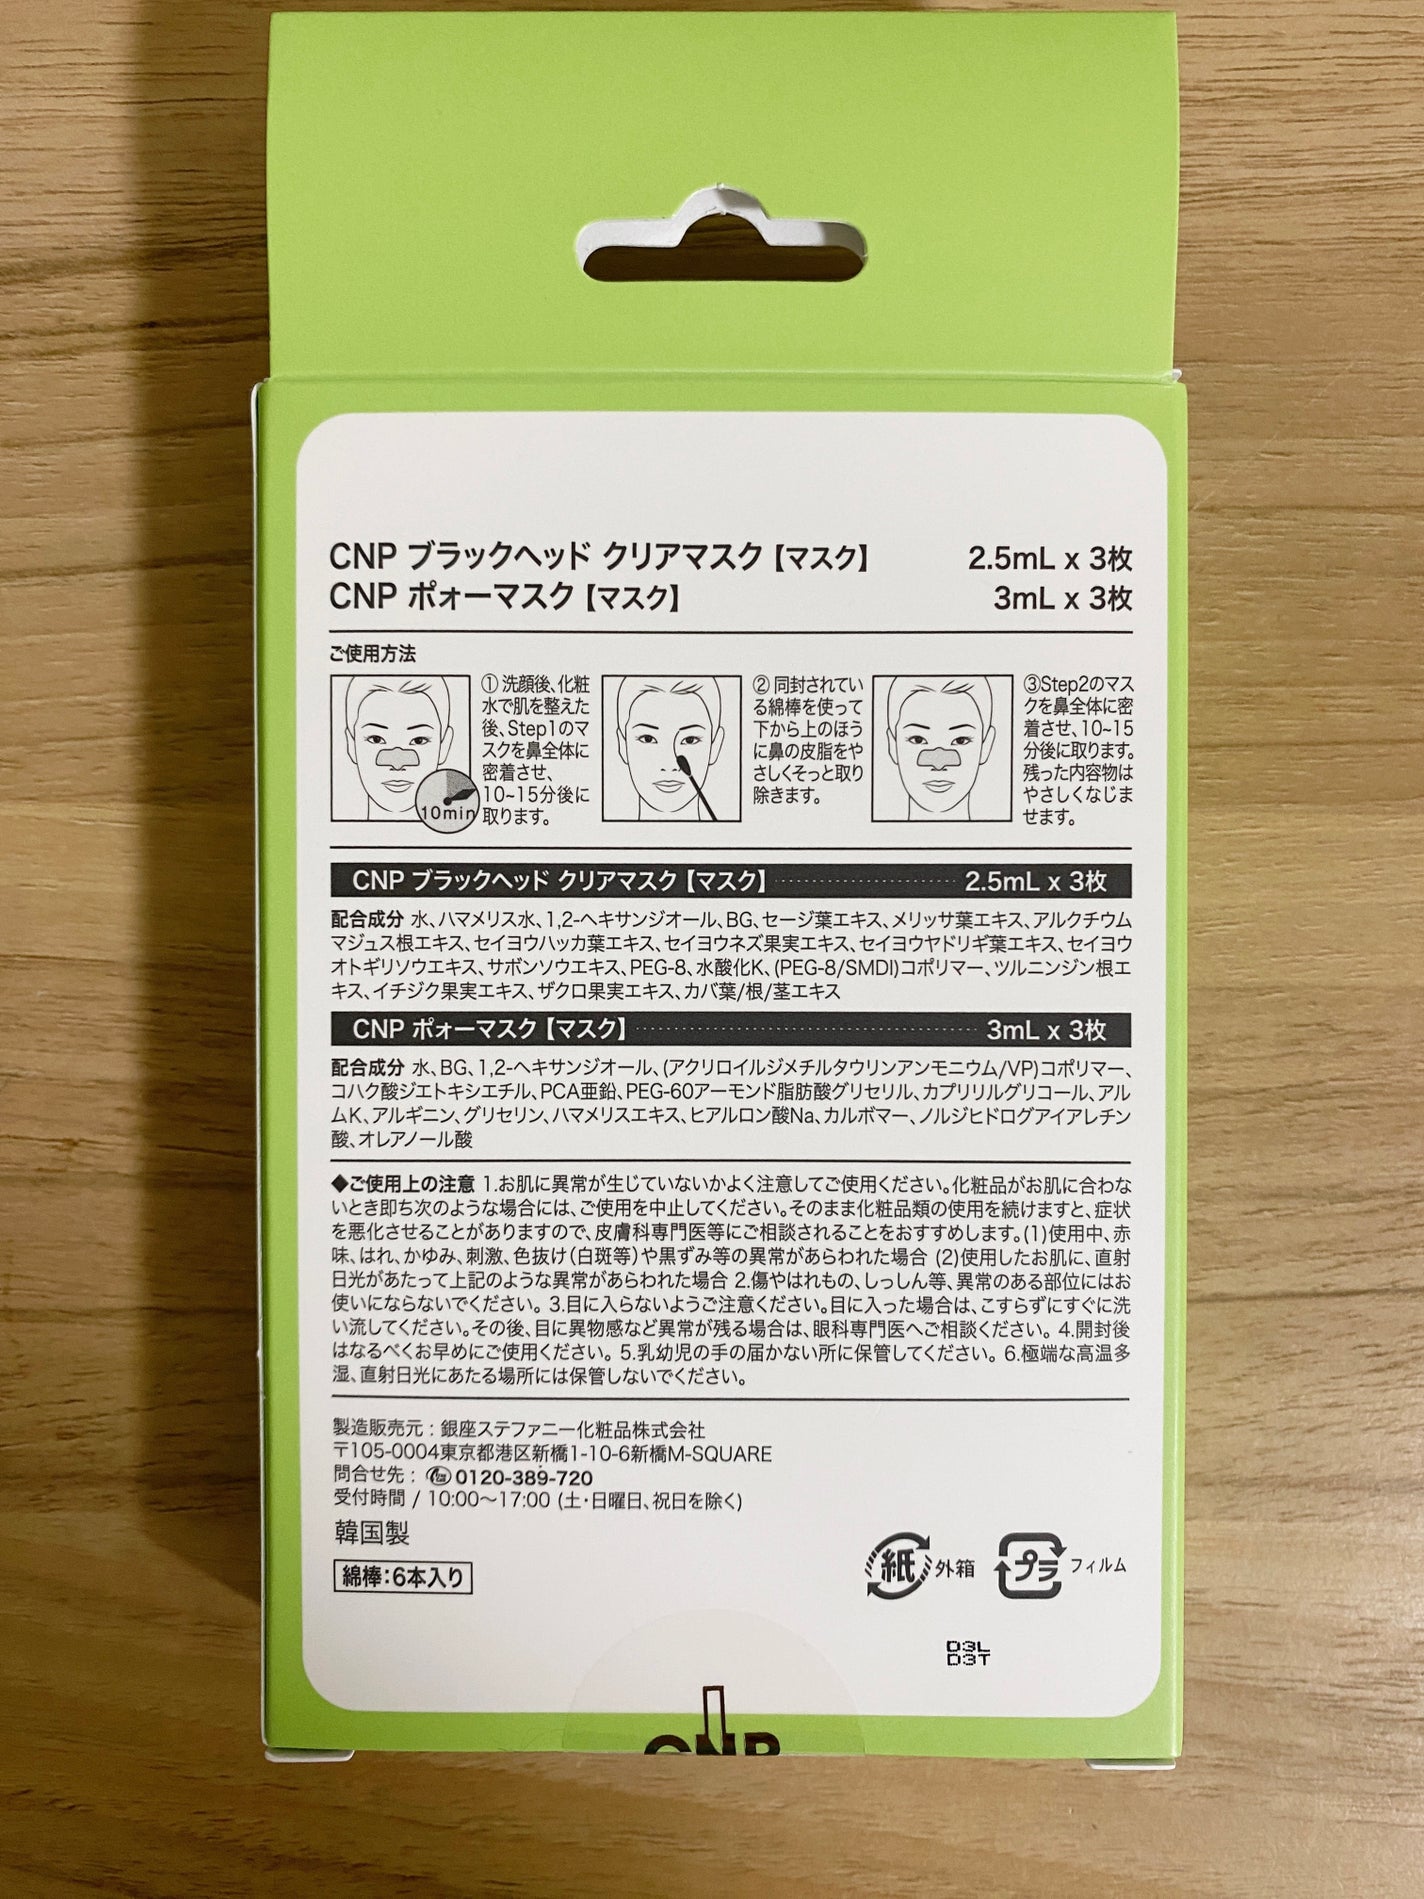 CNP ブラックヘッド クリアマスク【マスク】 2.5mL x 3枚
CNP ポォーマスク【マスク】 3mL x 3枚
ご使用方法
10min
①洗顔後、化粧
水で肌を整えた
後、Step1のマ
スクを鼻全体に
密着させ、
10~15分後に
取ります。
②同封されてい
る綿棒を使って
下から上のほう
に鼻の皮脂をや
さしくそっと取り
除きます。
③Step2のマス
クを鼻全体に密
着させ、10~15
分後に取ります。
残った内容物は
やさしくなじま
せます。
CNP ブラックヘッド クリアマスク【マスク】 2.5mL x 3枚
配合成分 水、ハマメリス水、1,2-ヘキサンジオール、BG、セージ葉エキス、メリッサ葉エキス、アルクチウム
マジュス根エキス、セイヨウハッカ葉エキス、セイヨウネズ果実エキス、セイヨウヤドリギ葉エキス、セイヨウ
オトギリソウエキス、サボンソウエキス、PEG-8、水酸化K、(PEG-8/SMDI)コポリマー、ツルニンジン根エ
キス、イチジク果実エキス、ザクロ果実エキス、カバ葉/根/茎エキス
CNP ポォーマスク【マスク】 3mL x 3枚
配合成分 水、BG、1,2-ヘキサンジオール、(アクリロイルジメチルタウリンアンモニウム/VP)コポリマー、
コハク酸ジエトキシエチル、PCA亜鉛、PEG-60アーモンド脂肪酸グリセリル、カプリリルグリコール、アル
ムK、アルギニン、グリセリン、ハマメリスエキス、ヒアルロン酸Na、カルボマー、ノルジヒドログアイアレチン
酸、オレアノール酸
◆ご使用上の注意 1.お肌に異常が生じていないかよく注意してご使用ください。化粧品がお肌に合わな
いとき即ち次のような場合には、ご使用を中止してください。そのまま化粧品類の使用を続けますと、症状
を悪化させることがありますので、皮膚科専門医等にご相談されることをおすすめします。(1)使用中、赤
味、はれ、かゆみ、刺激、色抜け(白斑等)や黒ずみ等の異常があらわれた場合 (2)使用したお肌に、直射
日光があたって上記のような異常があらわれた場合 2.傷やはれもの、しっしん等、異常のある部位にはお
使いにならないでください。 3.目に入らないようご注意ください。目に入った場合は、こすらずにすぐに洗
い流してください。その後、目に異物感など異常が残る場合は、眼科専門医へご相談ください。 4.開封後
はなるべくお早めにご使用ください。 5.乳幼児の手の届かない所に保管してください。 6.極端な高温多
湿、直射日光にあたる場所には保管しないでください。
製造販売元：銀座ステファニー化粧品株式会社
〒105-0004東京都港区新橋1-10-6新橋M-SQUARE
問合せ先： 0120-389-720
受付時間 / 10:00〜17:00 (土・日曜日、祝日を除く)
韓国製
綿棒：6本入り
紙 外箱 プラ フィルム
D3L
D3T
CNP